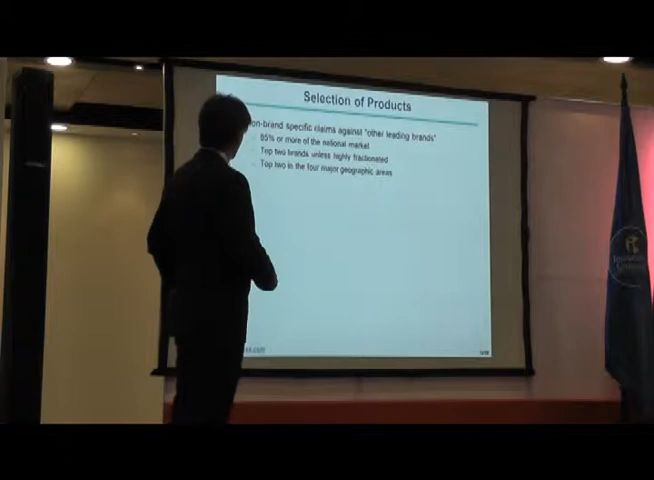 Selection of Products
on-brand specific claims against "other leading brands"
85% or more of the national market
Top two brands unless highly fractionated
Top two in the four major geographic areas